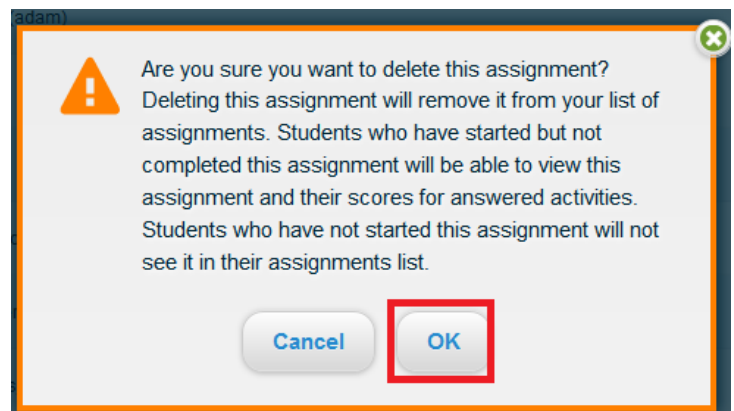 adam)
Are you sure you want to delete this assignment?
Deleting this assignment will remove it from your list of
assignments. Students who have started but not
completed this assignment will be able to view this
assignment and their scores for answered activities.
Students who have not started this assignment will not
see it in their assignments list.
Cancel
OK